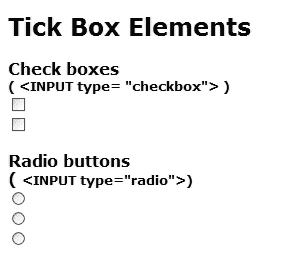 Tick Box Elements
Check boxes
( <INPUT type= "checkbox"> )
Radio buttons
( <INPUT type="radio">)